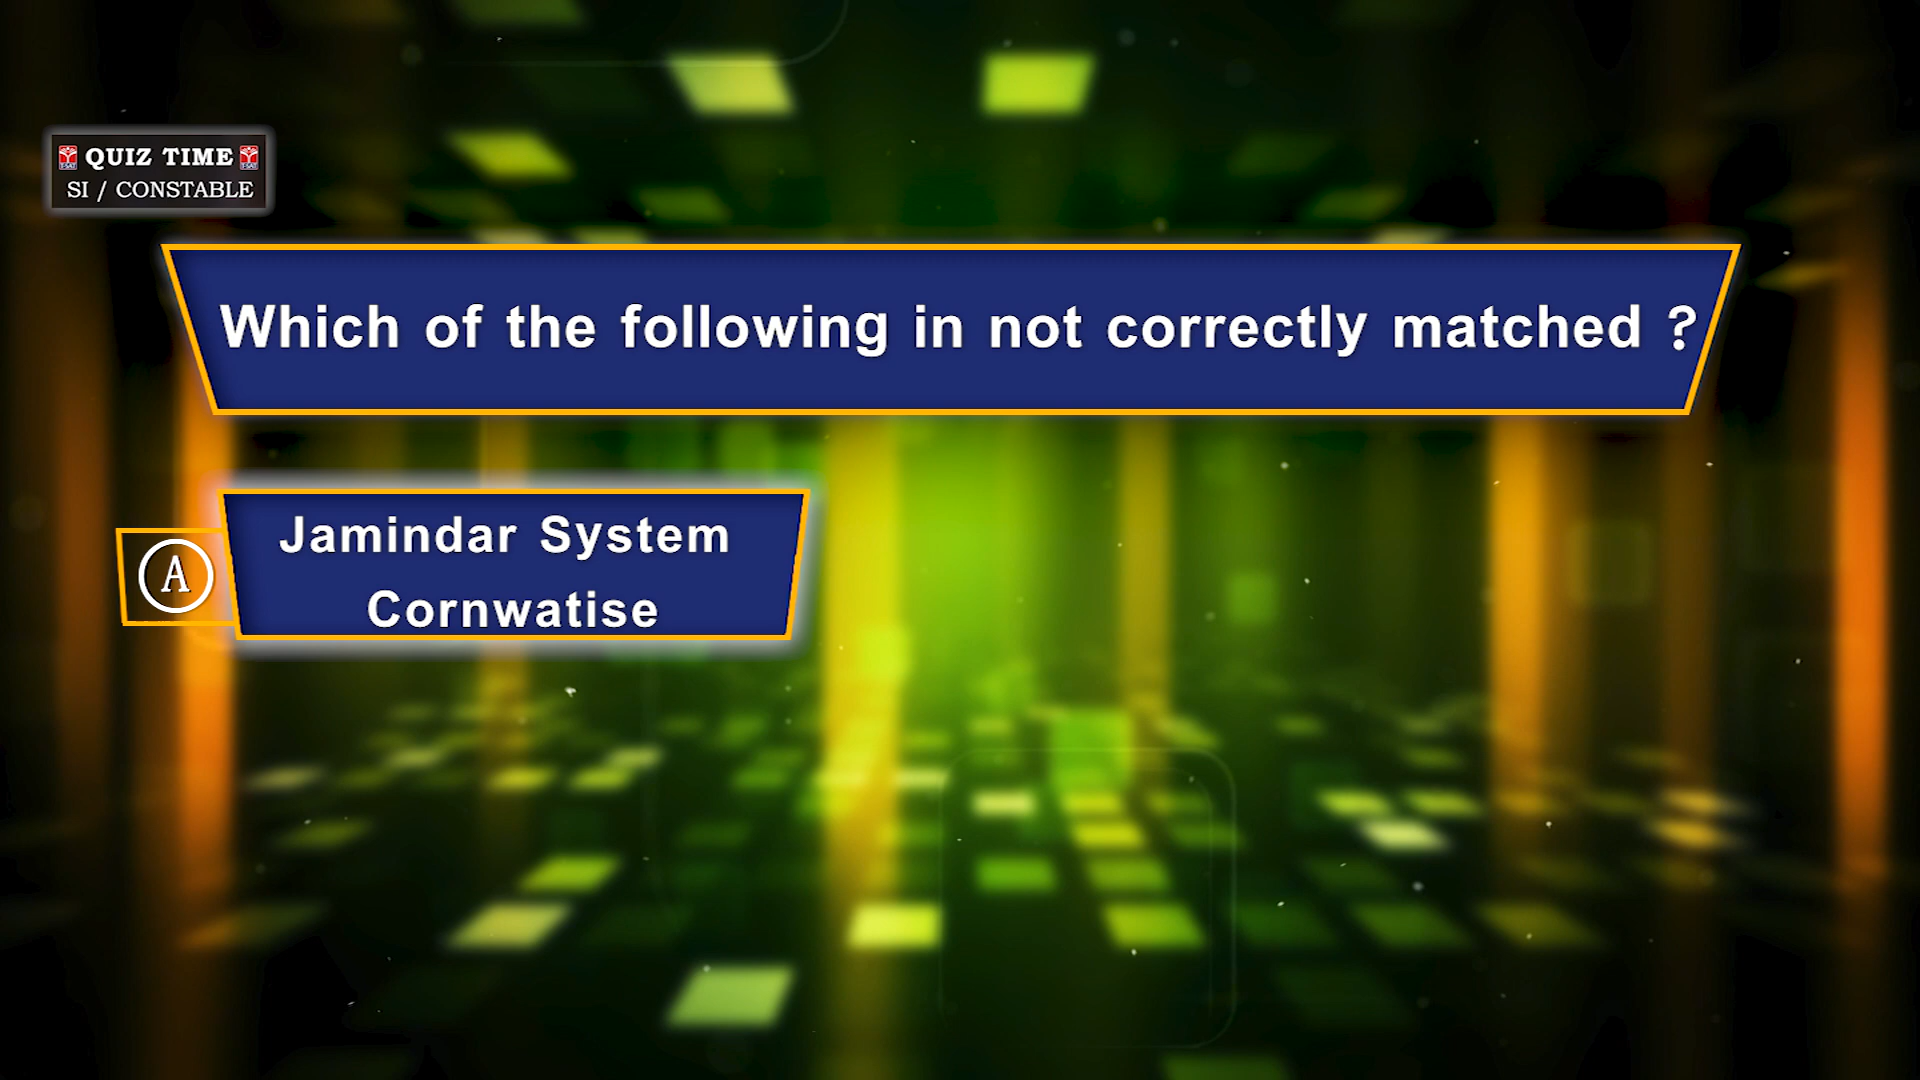 QUIZ TIME
SI / CONSTABLE
Which of the following in not correctly matched ?
A
Jamindar System
Cornwatise